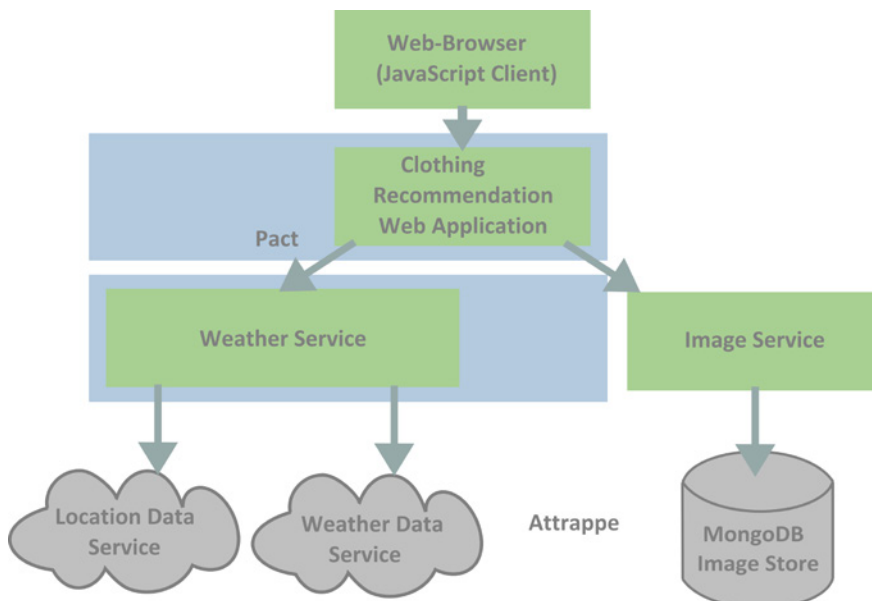 Web-Browser
(JavaScript Client)
Clothing
Recommendation
Web Application
Pact
Weather Service
Image Service
Location Data
Service
Weather Data
Service
Attrappe
MongoDB
Image Store